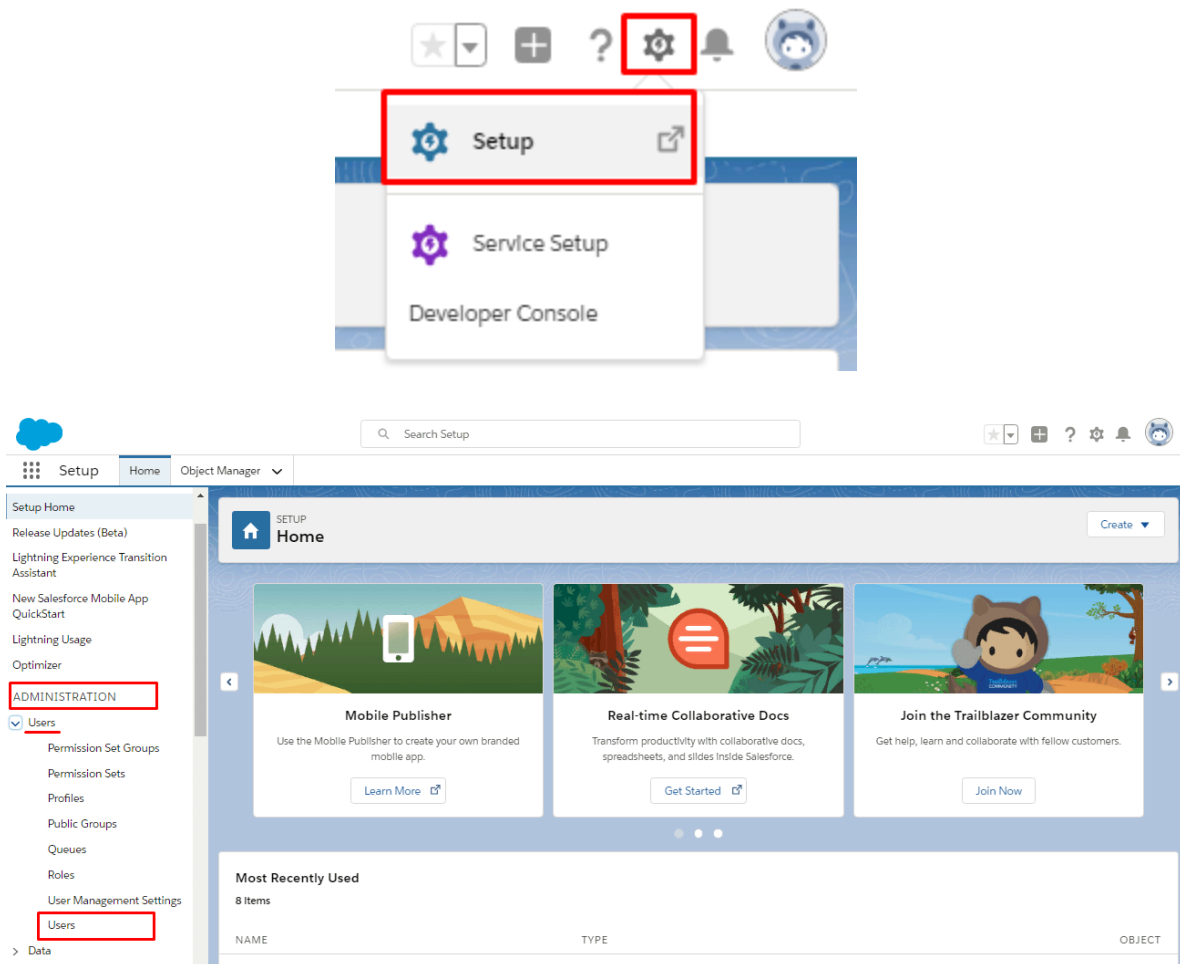 Setup
Service Setup
Developer Console
Search Setup
Setup
Home
Object Manager
Setup Home
Release Updates (Beta)
Lightning Experience Transition
Assistant
New Salesforce Mobile App
QuickStart
Lightning Usage
Optimizer
ADMINISTRATION
Users
Permission Set Groups
Permission Sets
Profiles
Public Groups
Queues
Roles
User Management Settings
Users
Data
SETUP
Home
Create
Mobile Publisher
Use the Mobile Publisher to create your own branded
mobile app.
Learn More
Real-time Collaborative Docs
Transform productivity with collaborative docs,
spreadsheets, and slides inside Salesforce.
Get Started
Join the Trailblazer Community
Get help, learn and collaborate with fellow customers.
Join Now
Most Recently Used
8 Items
NAME
TYPE
OBJECT